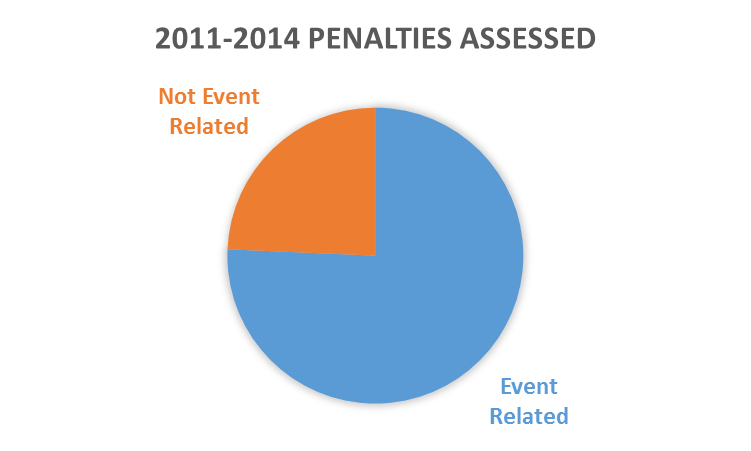 2011-2014 PENALTIES ASSESSED
Not Event
Related
Event
Related